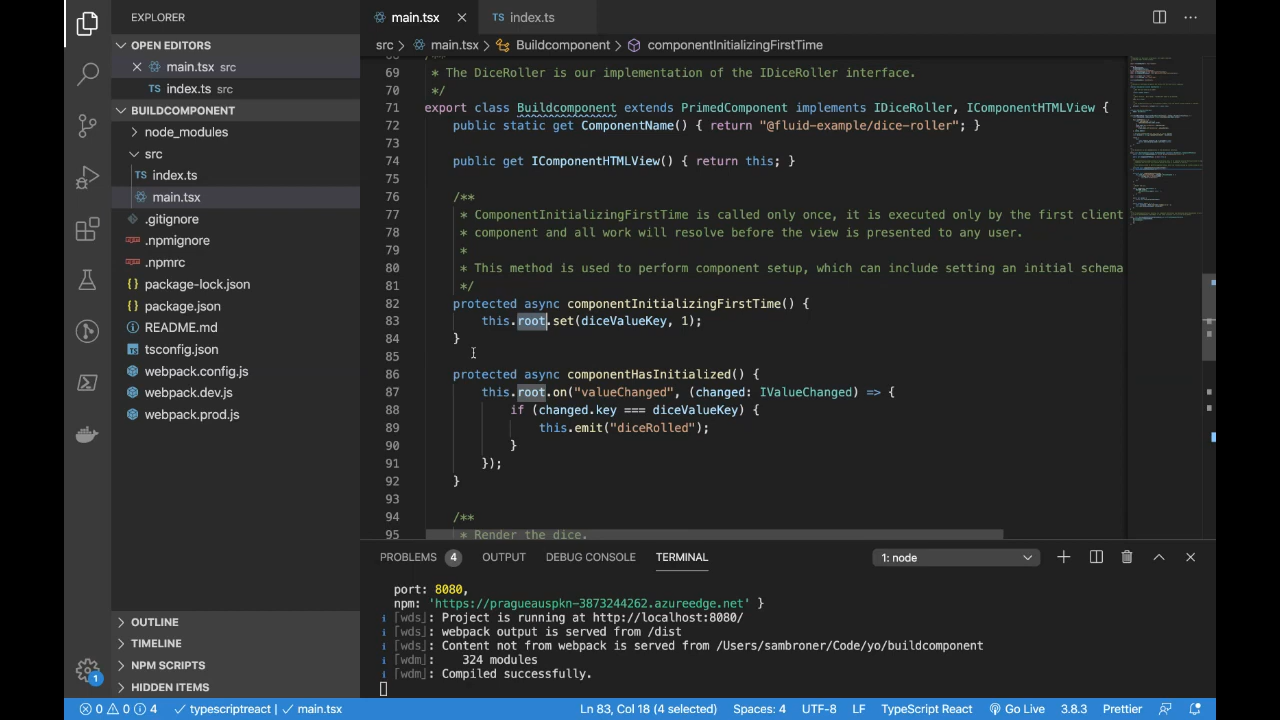 EXPLORER
OPEN EDITORS
main.tsx src
index.ts src
BUILDCOMPONENT
node_modules
src
index.ts
main.tsx
.gitignore
.npmignore
.npmrc
package-lock.json
package.json
README.md
tsconfig.json
webpack.config.js
webpack.dev.js
webpack.prod.js
OUTLINE
TIMELINE
NPM SCRIPTS
HIDDEN ITEMS
1
main.tsx
index.ts
src › main.tsx › Buildcomponent › componentInitializingFirstTime
69 * The DiceRoller is our implementation of the IDiceRoller interface.
70 */
71 export class Buildcomponent extends PrimedComponent implements IDiceRoller, IComponentHTMLView {
72 public static get ComponentName() { return "@fluid-example/dice-roller"; }
73
74 public get IComponentHTMLView() { return this; }
75
76 /**
77 * ComponentInitializingFirstTime is called only once, it is executed only by the first client
78 * component and all work will resolve before the view is presented to any user.
79 *
80 * This method is used to perform component setup, which can include setting an initial schema
81 */
82 protected async componentInitializingFirstTime() {
83 this.root.set(diceValueKey, 1);
84 }
85
86 protected async componentHasInitialized() {
87 this.root.on("valueChanged", (changed: IValueChanged) => {
88 if (changed.key === diceValueKey) {
89 this.emit("diceRolled");
90 }
91 });
92 }
93
94 /**
95 * Render the dice.
PROBLEMS 4 OUTPUT DEBUG CONSOLE TERMINAL 1: node
port: 8080,
npm: 'https://pragueauspkn-3873244262.azureedge.net' }
i ｢wds｣: Project is running at http://localhost:8080/
i ｢wds｣: webpack output is served from /dist
i ｢wds｣: Content not from webpack is served from /Users/sambroner/Code/yo/buildcomponent
i ｢wdm｣: 324 modules
i ｢wdm｣: Compiled successfully.
0 0 4 typescriptreact | main.tsx Ln 83, Col 18 (4 selected) Spaces: 4 UTF-8 LF TypeScript React Go Live 3.8.3 Prettier